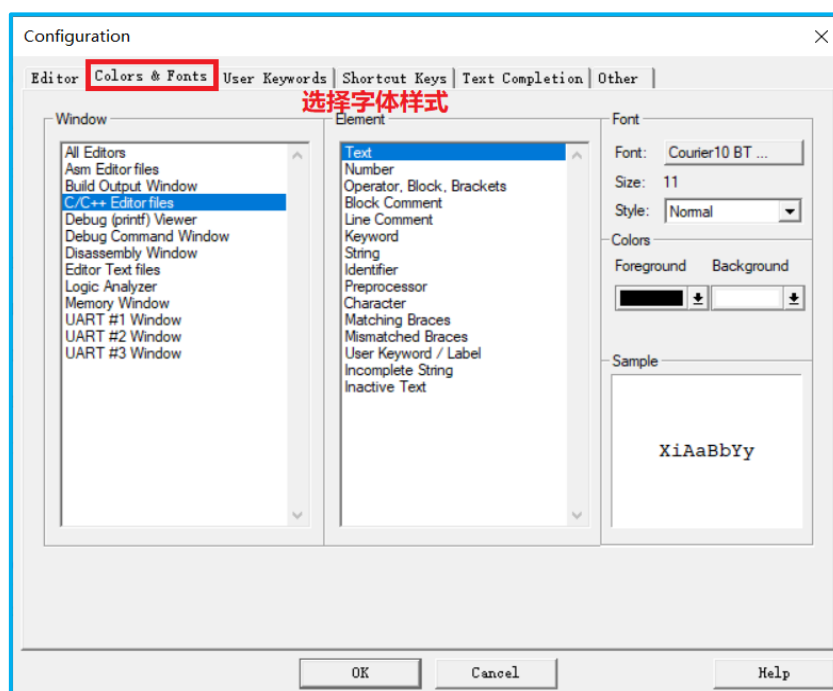 Configuration
Editor
Colors & Fonts
User Keywords
Shortcut Keys
Text Completion
Other
选择字体样式
Window
All Editors
Asm Editor files
Build Output Window
C/C++ Editor files
Debug (printf) Viewer
Debug Command Window
Disassembly Window
Editor Text files
Logic Analyzer
Memory Window
UART #1 Window
UART #2 Window
UART #3 Window
Element
Text
Number
Operator, Block, Brackets
Block Comment
Line Comment
Keyword
String
Identifier
Preprocessor
Character
Matching Braces
Mismatched Braces
User Keyword / Label
Incomplete String
Inactive Text
Font
Font: Courier10 BT ...
Size: 11
Style: Normal
Colors
Foreground Background
Sample
XiAaBbYy
OK
Cancel
Help